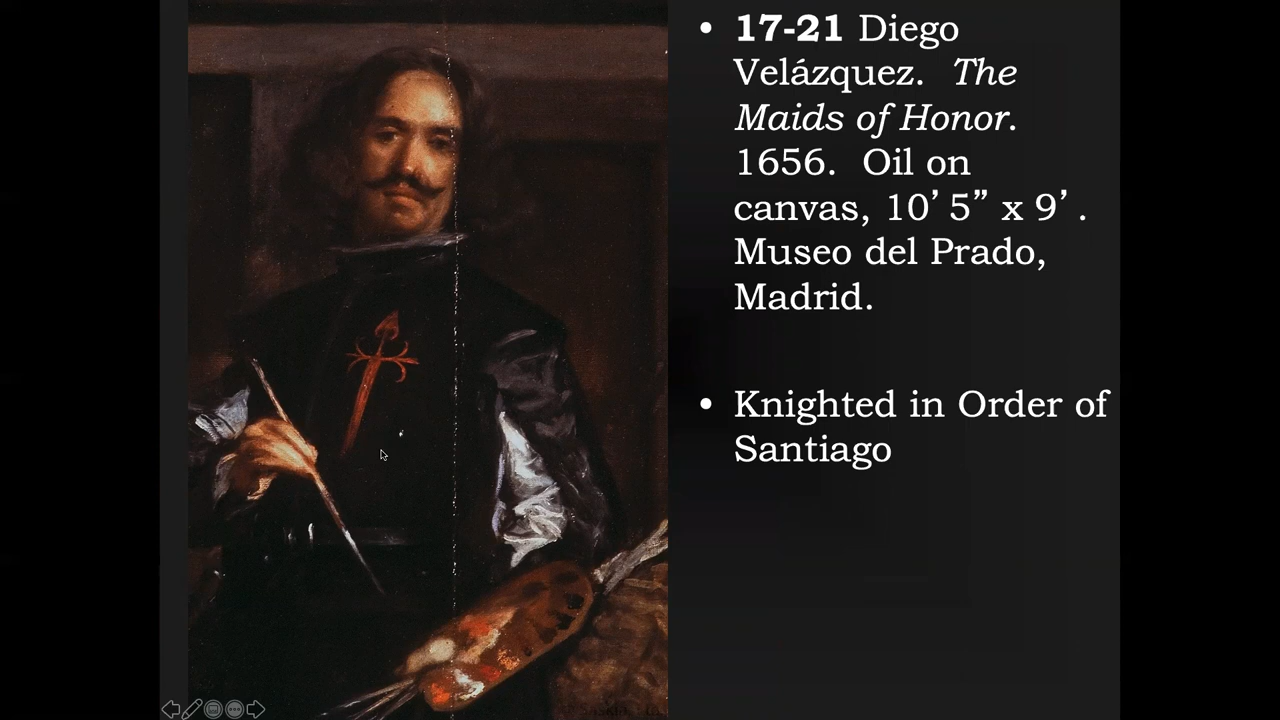 • 17-21 Diego
Velázquez. The
Maids of Honor.
1656. Oil on
canvas, 10’ 5” x 9’ .
Museo del Prado,
Madrid.
• Knighted in Order of
Santiago